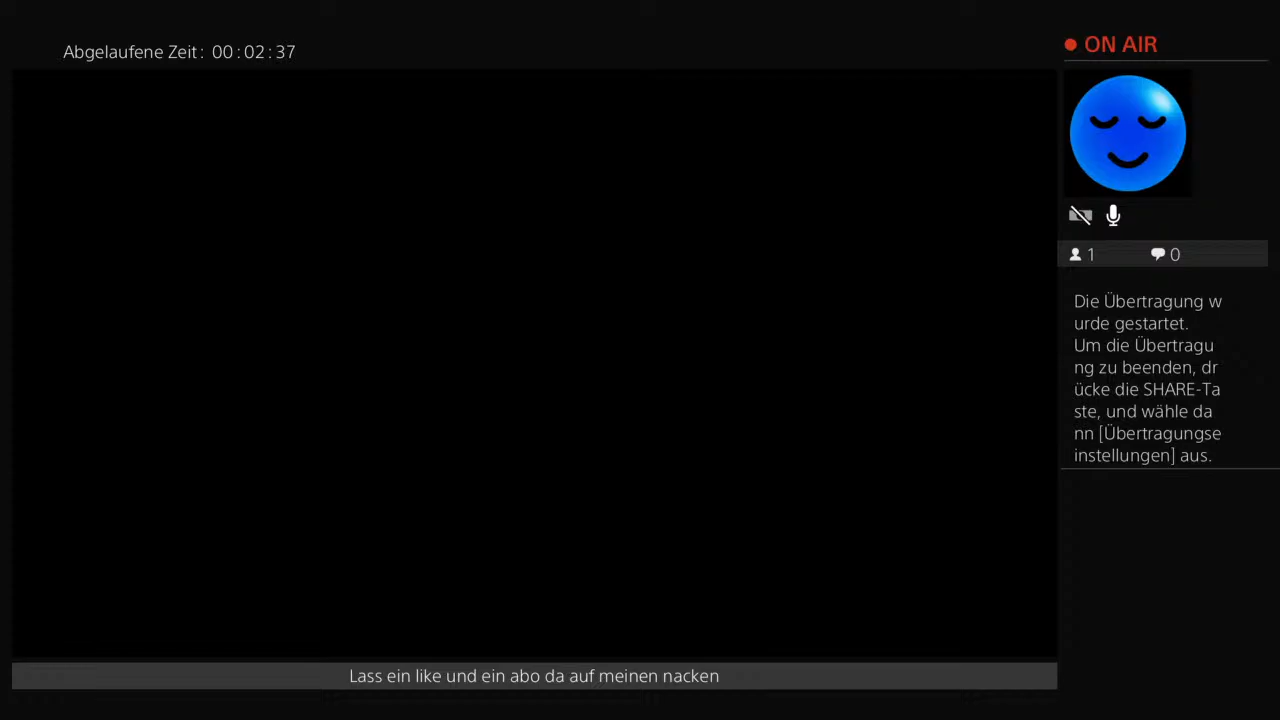 Abgelaufene Zeit: 00:02:37
ON AIR
1 0
Die Übertragung w
urde gestartet.
Um die Übertragu
ng zu beenden, dr
ücke die SHARE-Ta
ste, und wähle da
nn [Übertragungse
instellungen] aus.
Lass ein like und ein abo da auf meinen nacken